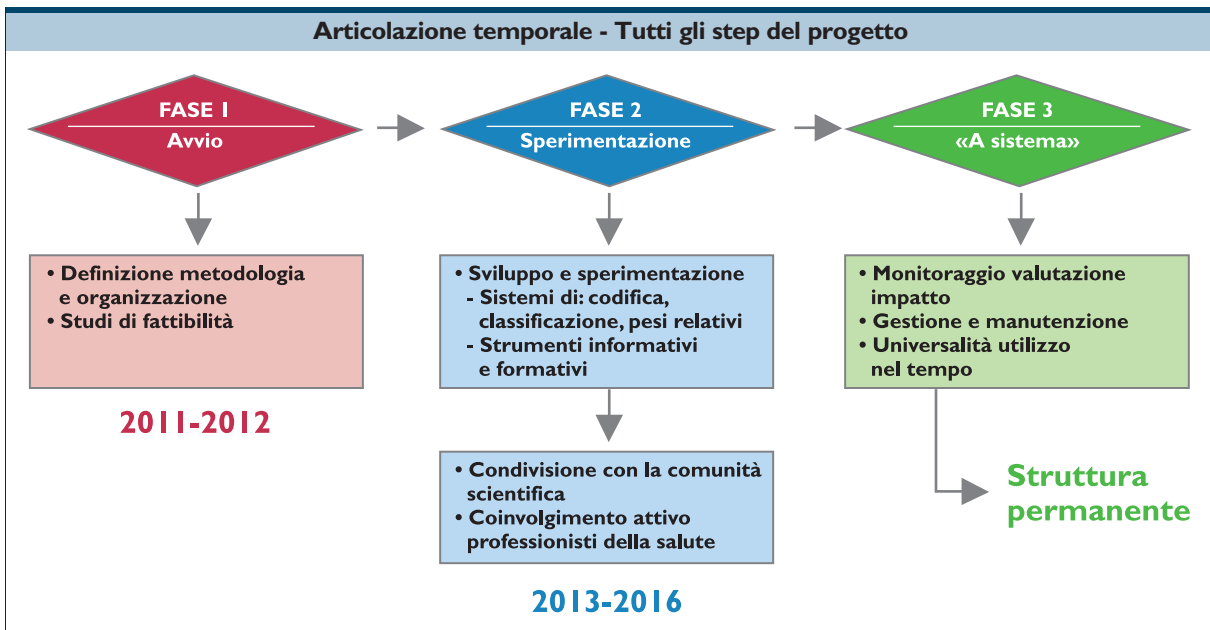 Articolazione temporale - Tutti gli step del progetto
FASE 1
Avvio
• Definizione metodologia
e organizzazione
• Studi di fattibilità
2011-2012
FASE 2
Sperimentazione
• Sviluppo e sperimentazione
- Sistemi di: codifica,
classificazione, pesi relativi
- Strumenti informativi
e formativi
• Condivisione con la comunità
scientifica
• Coinvolgimento attivo
professionisti della salute
2013-2016
FASE 3
«A sistema»
• Monitoraggio valutazione
impatto
• Gestione e manutenzione
• Universalità utilizzo
nel tempo
Struttura
permanente